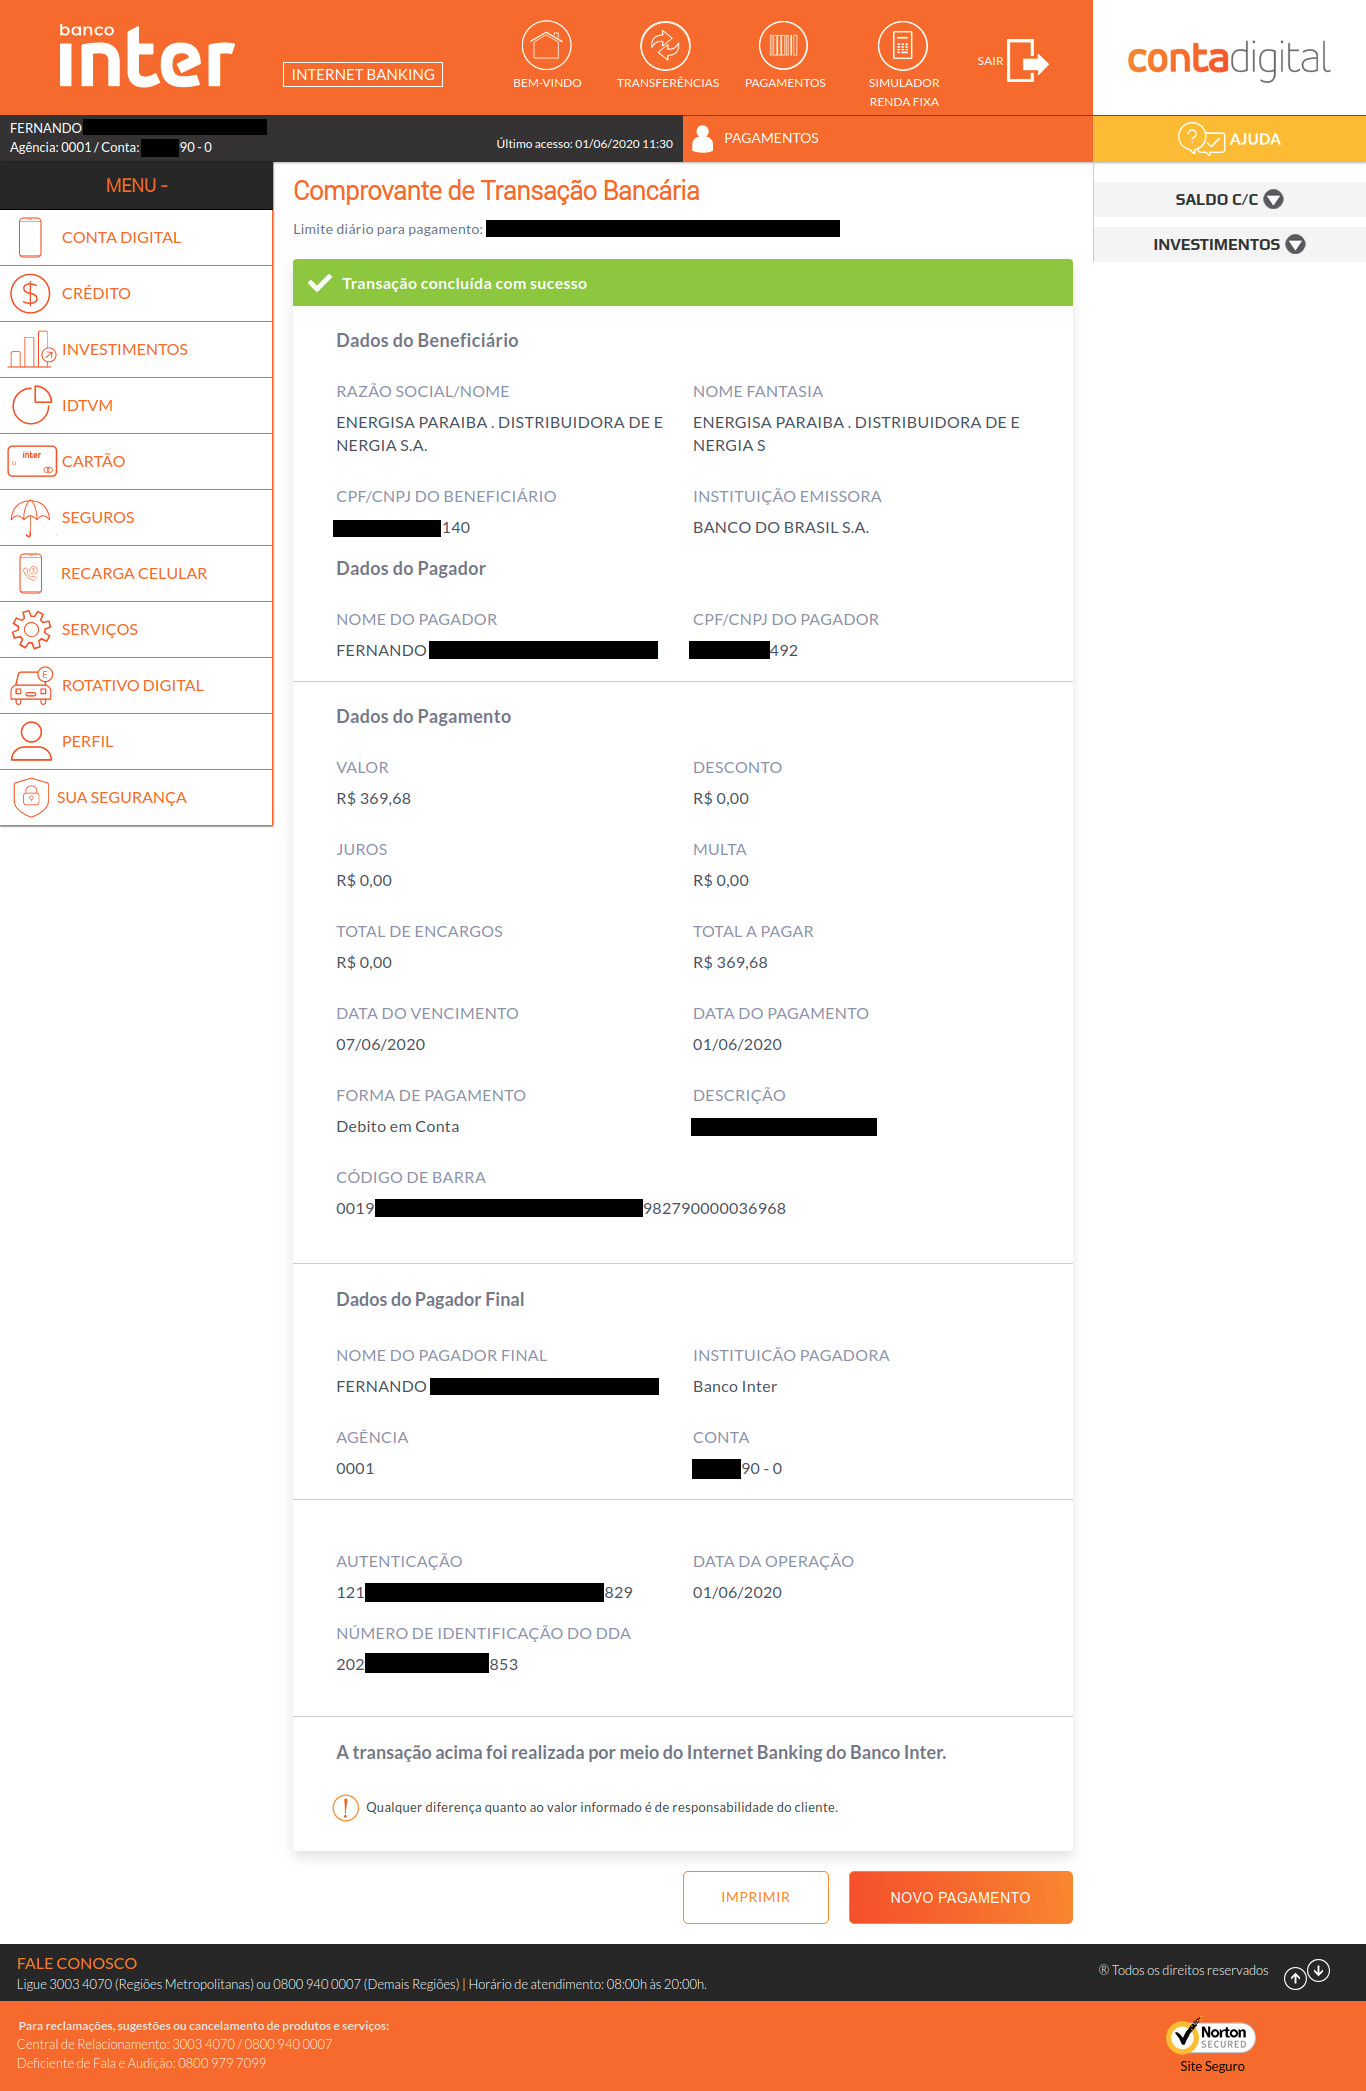 banco
inter
INTERNET BANKING
BEM-VINDO
TRANSFERÊNCIAS
PAGAMENTOS
SIMULADOR
RENDA FIXA
SAIR
contadigital
FERNANDO
Agência: 0001 / Conta: 90 - 0
Último acesso: 01/06/2020 11:30
PAGAMENTOS
AJUDA
MENU -
CONTA DIGITAL
CRÉDITO
INVESTIMENTOS
IDTVM
inter
CARTÃO
SEGUROS
RECARGA CELULAR
SERVIÇOS
E
ROTATIVO DIGITAL
PERFIL
SUA SEGURANÇA
SALDO C/C
INVESTIMENTOS
Comprovante de Transação Bancária
Limite diário para pagamento:
Transação concluída com sucesso
Dados do Beneficiário
RAZÃO SOCIAL/NOME
NOME FANTASIA
ENERGISA PARAIBA . DISTRIBUIDORA DE E
NERGIA S.A.
ENERGISA PARAIBA . DISTRIBUIDORA DE E
NERGIA S
CPF/CNPJ DO BENEFICIÁRIO
INSTITUIÇÃO EMISSORA
140
BANCO DO BRASIL S.A.
Dados do Pagador
NOME DO PAGADOR
CPF/CNPJ DO PAGADOR
FERNANDO
492
Dados do Pagamento
VALOR
DESCONTO
R$ 369,68
R$ 0,00
JUROS
MULTA
R$ 0,00
R$ 0,00
TOTAL DE ENCARGOS
TOTAL A PAGAR
R$ 0,00
R$ 369,68
DATA DO VENCIMENTO
DATA DO PAGAMENTO
07/06/2020
01/06/2020
FORMA DE PAGAMENTO
DESCRIÇÃO
Debito em Conta
CÓDIGO DE BARRA
0019 982790000036968
Dados do Pagador Final
NOME DO PAGADOR FINAL
INSTITUICÃO PAGADORA
FERNANDO
Banco Inter
AGÊNCIA
CONTA
0001
90 - 0
AUTENTICAÇÃO
DATA DA OPERAÇÃO
121 829
01/06/2020
NÚMERO DE IDENTIFICAÇÃO DO DDA
202 853
A transação acima foi realizada por meio do Internet Banking do Banco Inter.
Qualquer diferença quanto ao valor informado é de responsabilidade do cliente.
IMPRIMIR
NOVO PAGAMENTO
FALE CONOSCO
Ligue 3003 4070 (Regiões Metropolitanas) ou 0800 940 0007 (Demais Regiões) | Horário de atendimento: 08:00h às 20:00h.
® Todos os direitos reservados
Para reclamações, sugestões ou cancelamento de produtos e serviços:
Central de Relacionamento: 3003 4070 / 0800 940 0007
Deficiente de Fala e Audição: 0800 979 7099
Norton
SECURED
Site Seguro